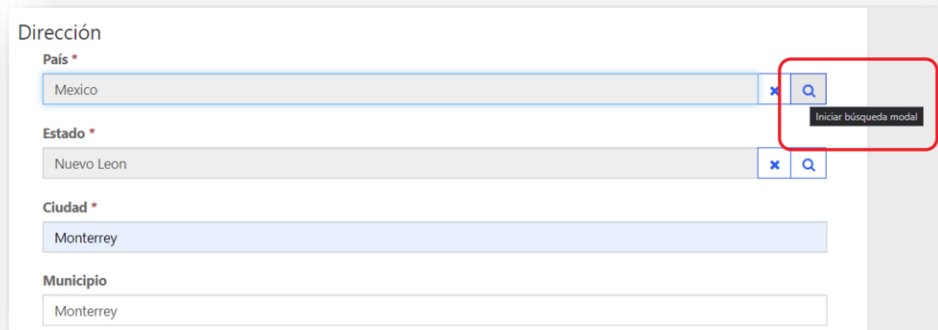 Dirección
País *
Mexico
Iniciar búsqueda modal
Estado *
Nuevo Leon
Ciudad *
Monterrey
Municipio
Monterrey